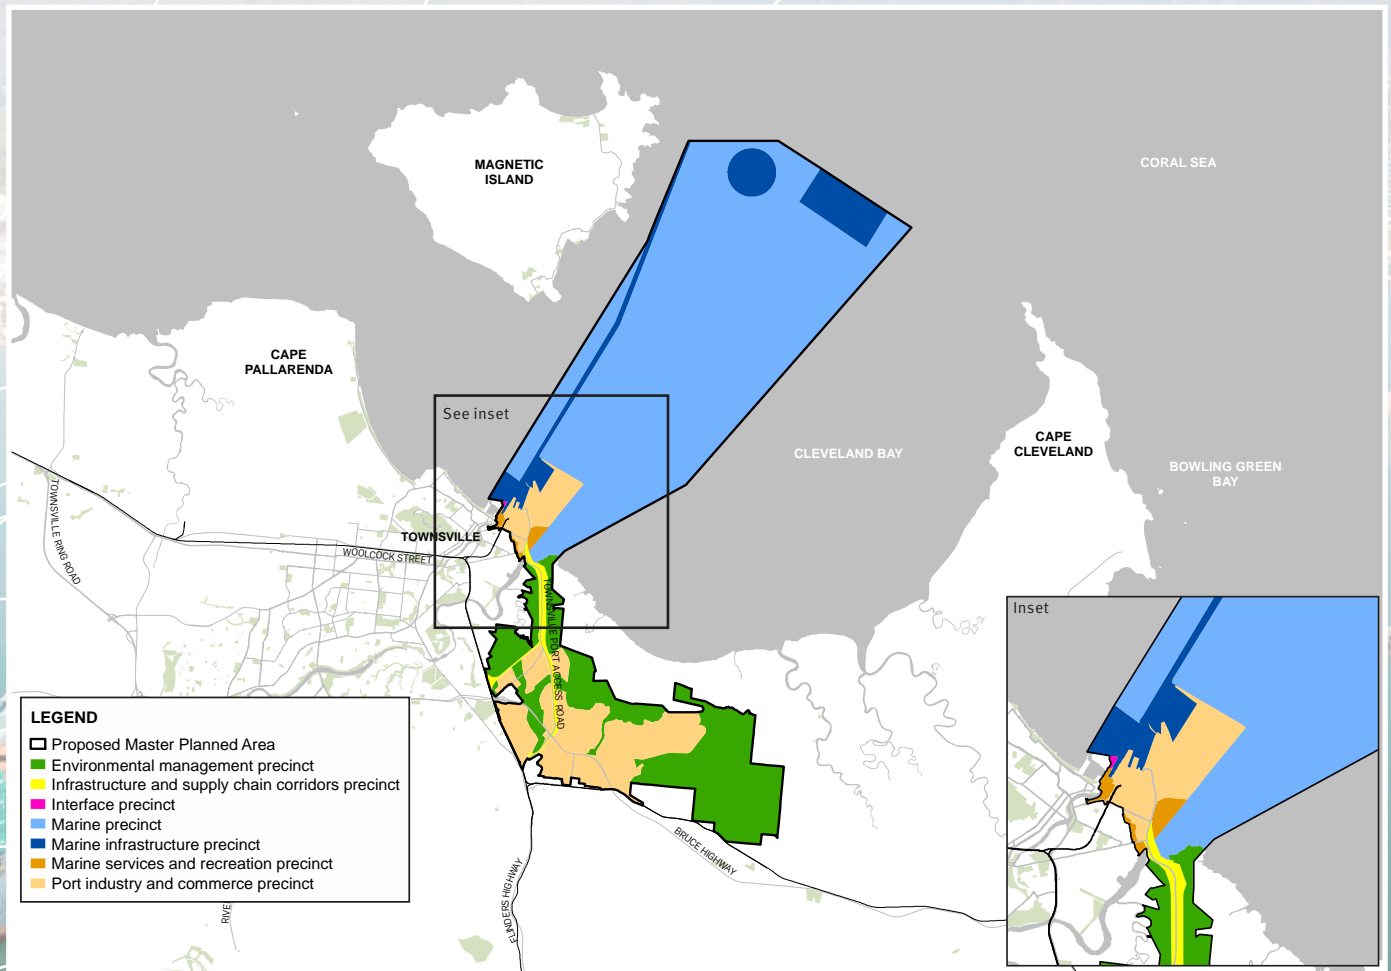 CORAL SEA
MAGNETIC
ISLAND
CAPE
PALLARENDA
See inset
CAPE
CLEVELAND
CLEVELAND BAY
BOWLING GREEN
BAY
TOWNSVILLE RING ROAD
TOWNSVILLE
WOOLCOCK STREET
TOWNSVILLE PORT ACCESS ROAD
Inset
LEGEND
Proposed Master Planned Area
Environmental management precinct
Infrastructure and supply chain corridors precinct
Interface precinct
Marine precinct
Marine infrastructure precinct
Marine services and recreation precinct
Port industry and commerce precinct
BRUCE HIGHWAY
FLINDERS HIGHWAY
RIVE